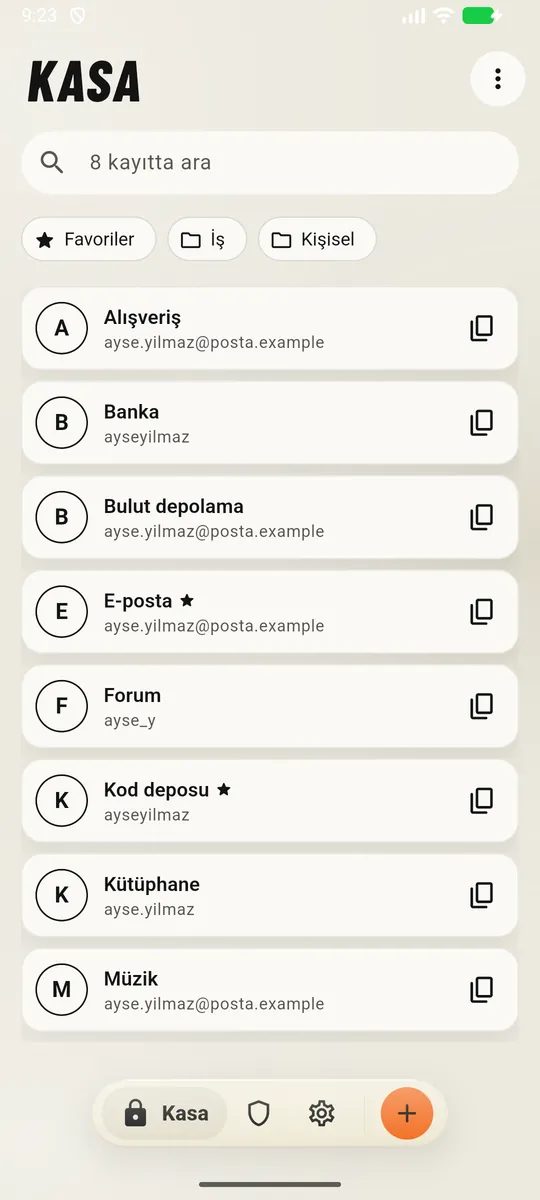 9:23
KASA
8 kayıtta ara
Favoriler
İş
Kişisel
A
Alışveriş
ayse.yilmaz@posta.example
B
Banka
ayseyilmaz
B
Bulut depolama
ayse.yilmaz@posta.example
E
E-posta
ayse.yilmaz@posta.example
F
Forum
ayse_y
K
Kod deposu
ayseyilmaz
K
Kütüphane
ayse.yilmaz
M
Müzik
ayse.yilmaz@posta.example
Kasa